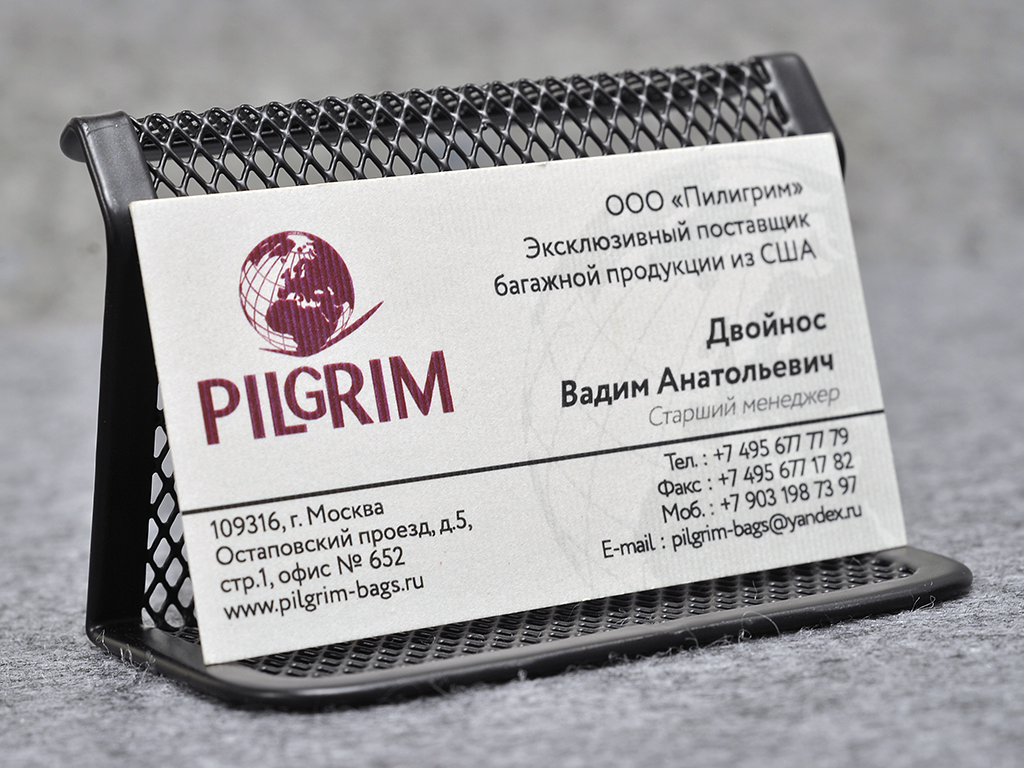 PILGRIM
ООО «Пилигрим»
Эксклюзивный поставщик
багажной продукции из США
Двойнос
Вадим Анатольевич
Старший менеджер
109316, г. Москва
Остаповский проезд, д.5,
стр.1, офис № 652
www.pilgrim-bags.ru
Тел. : +7 495 677 77 79
Факс : +7 495 677 17 82
Моб. : +7 903 198 73 97
E-mail : pilgrim-bags@yandex.ru